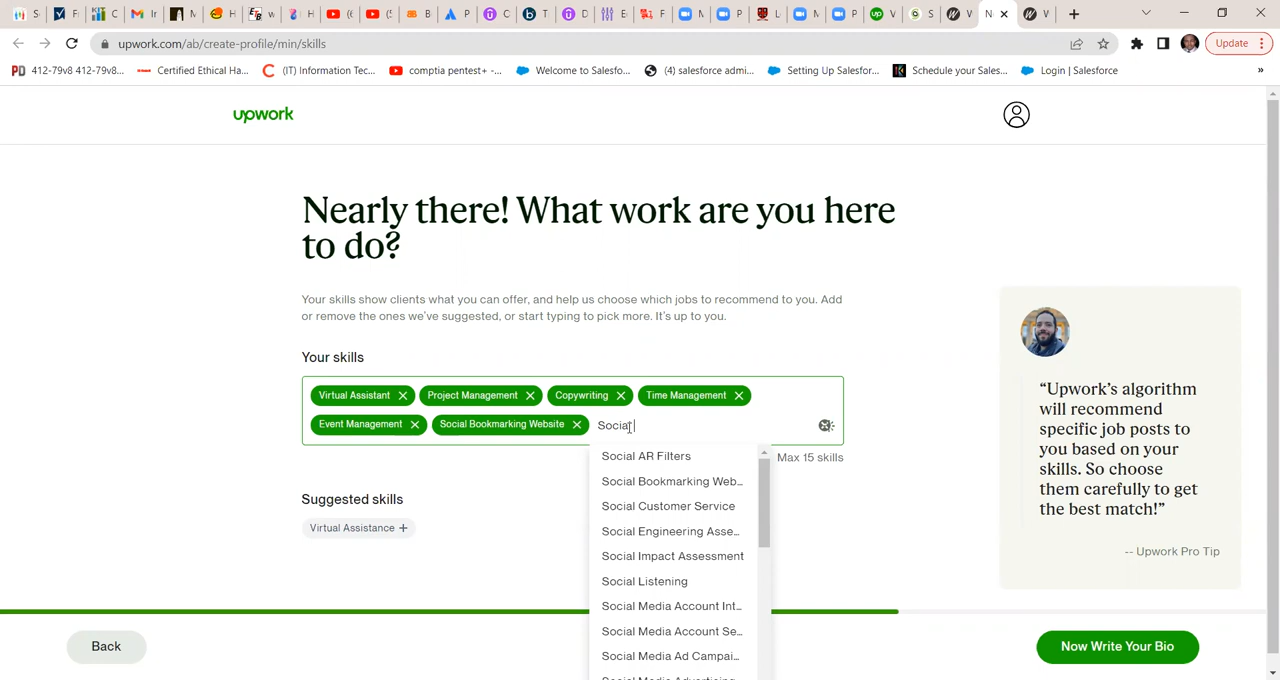 S
Fr
C
Ir
H
w
H
(6
(5
B
P
C
T
D
E
F
M
P
L
M
P
V
S
V
N
V
upwork.com/ab/create-profile/min/skills
Update
412-79v8 412-79v8...
Certified Ethical Ha...
(IT) Information Tec...
comptia pentest+ -...
Welcome to Salesfo...
(4) salesforce admi...
Setting Up Salesfor...
Schedule your Sales...
Login | Salesforce
»
upwork
Nearly there! What work are you here
to do?
Your skills show clients what you can offer, and help us choose which jobs to recommend to you. Add
or remove the ones we've suggested, or start typing to pick more. It's up to you.
Your skills
Virtual Assistant
Project Management
Copywriting
Time Management
Event Management
Social Bookmarking Website
Social
Max 15 skills
Social AR Filters
Social Bookmarking Web...
Social Customer Service
Social Engineering Asse...
Social Impact Assessment
Social Listening
Social Media Account Int...
Social Media Account Se...
Social Media Ad Campai...
Social Media Advertising
Suggested skills
Virtual Assistance +
“Upwork’s algorithm
will recommend
specific job posts to
you based on your
skills. So choose
them carefully to get
the best match!”
-- Upwork Pro Tip
Back
Now Write Your Bio